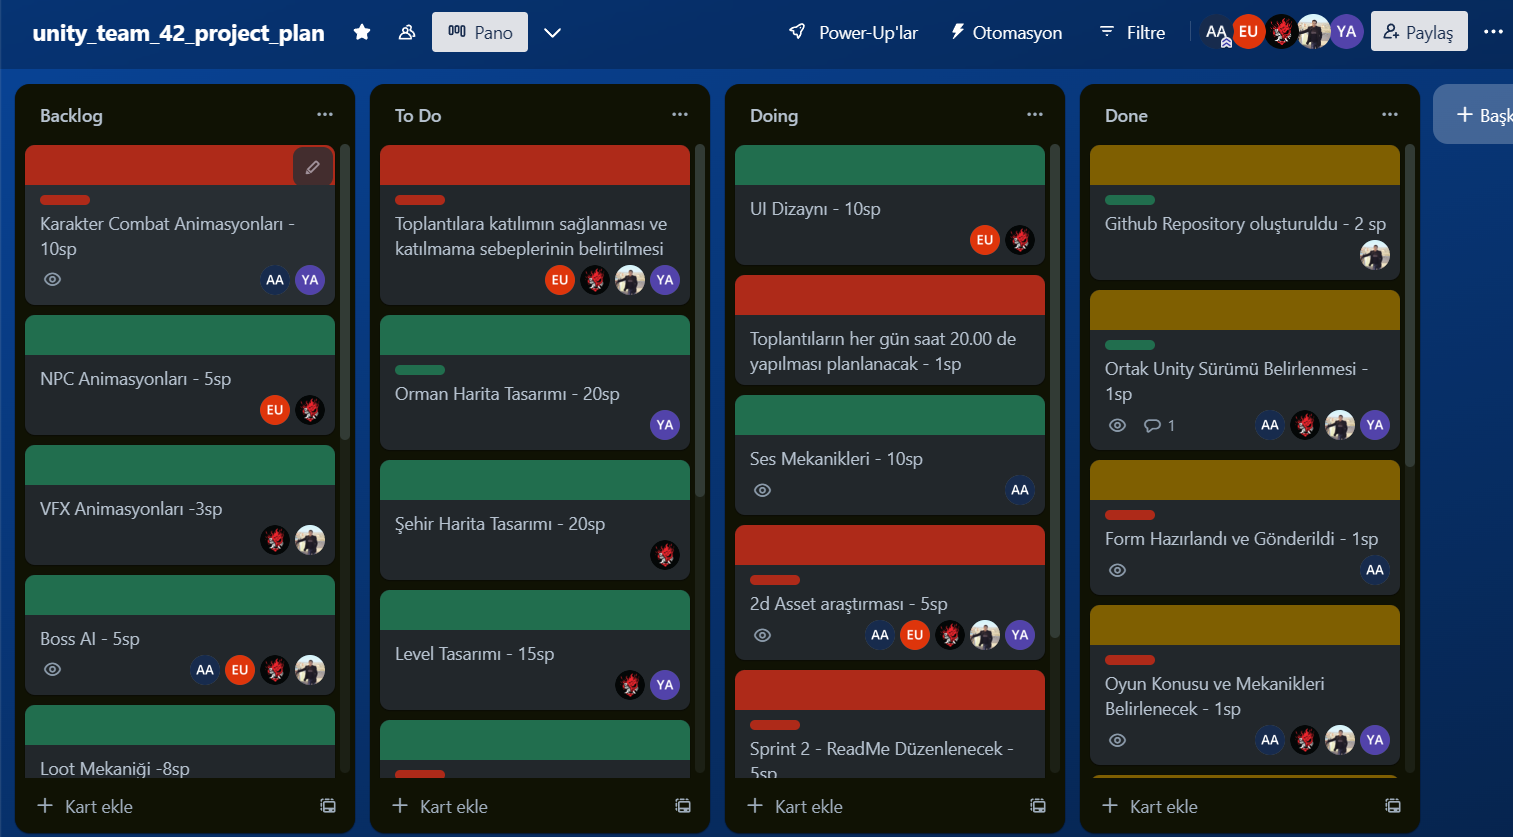 unity_team_42_project_plan
Pano
Power-Up'lar
Otomasyon
Filtre
AA
EU
YA
Paylaş
Backlog
Karakter Combat Animasyonları -
10sp
AA
YA
NPC Animasyonları - 5sp
EU
VFX Animasyonları -3sp
Boss AI - 5sp
AA
EU
Loot Mekaniği -8sp
Kart ekle
To Do
Toplantılara katılımın sağlanması ve
katılmama sebeplerinin belirtilmesi
EU
YA
Orman Harita Tasarımı - 20sp
YA
Şehir Harita Tasarımı - 20sp
Level Tasarımı - 15sp
YA
Kart ekle
Doing
UI Dizaynı - 10sp
EU
Toplantıların her gün saat 20.00 de
yapılması planlanacak - 1sp
Ses Mekanikleri - 10sp
AA
2d Asset araştırması - 5sp
AA
EU
YA
Sprint 2 - ReadMe Düzenlenecek -
5sp
Kart ekle
Done
Github Repository oluşturuldu - 2 sp
Ortak Unity Sürümü Belirlenmesi -
1sp
1
AA
YA
Form Hazırlandı ve Gönderildi - 1sp
AA
Oyun Konusu ve Mekanikleri
Belirlenecek - 1sp
AA
YA
Kart ekle
Başk